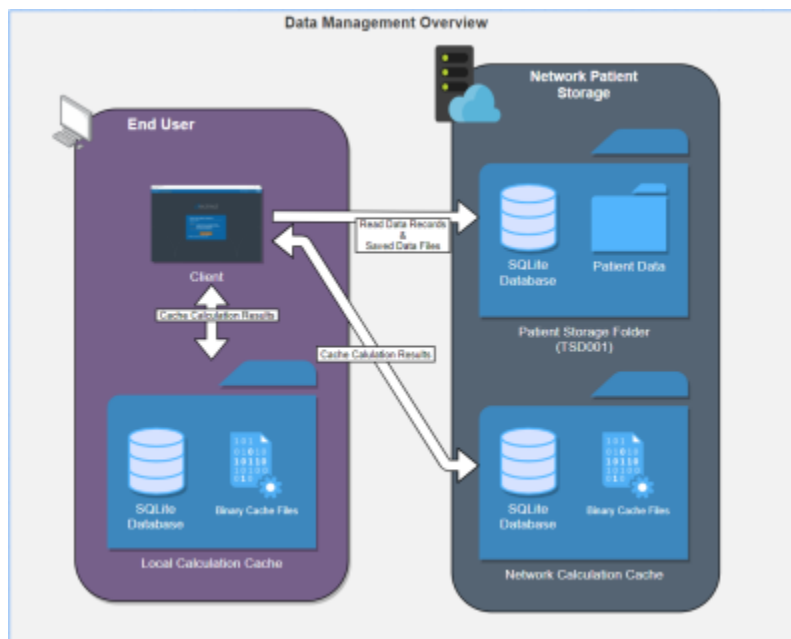 Data Management Overview
Network Patient
Storage
End User
Read Data Records
&
Saved Data Files
Client
SQLite
Database
Patient Data
Cache Calculation Results
Patient Storage Folder
(TSD001)
Cache Calulation Results
SQLite
Database
Binary Cache Files
Local Calculation Cache
SQLite
Database
Binary Cache Files
Network Calculation Cache